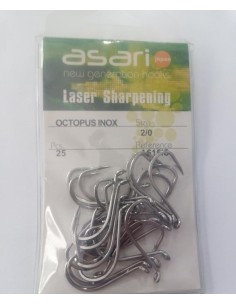 asari
new generation hooks
Laser Sharpening
OCTOPUS INOX
2/0
25